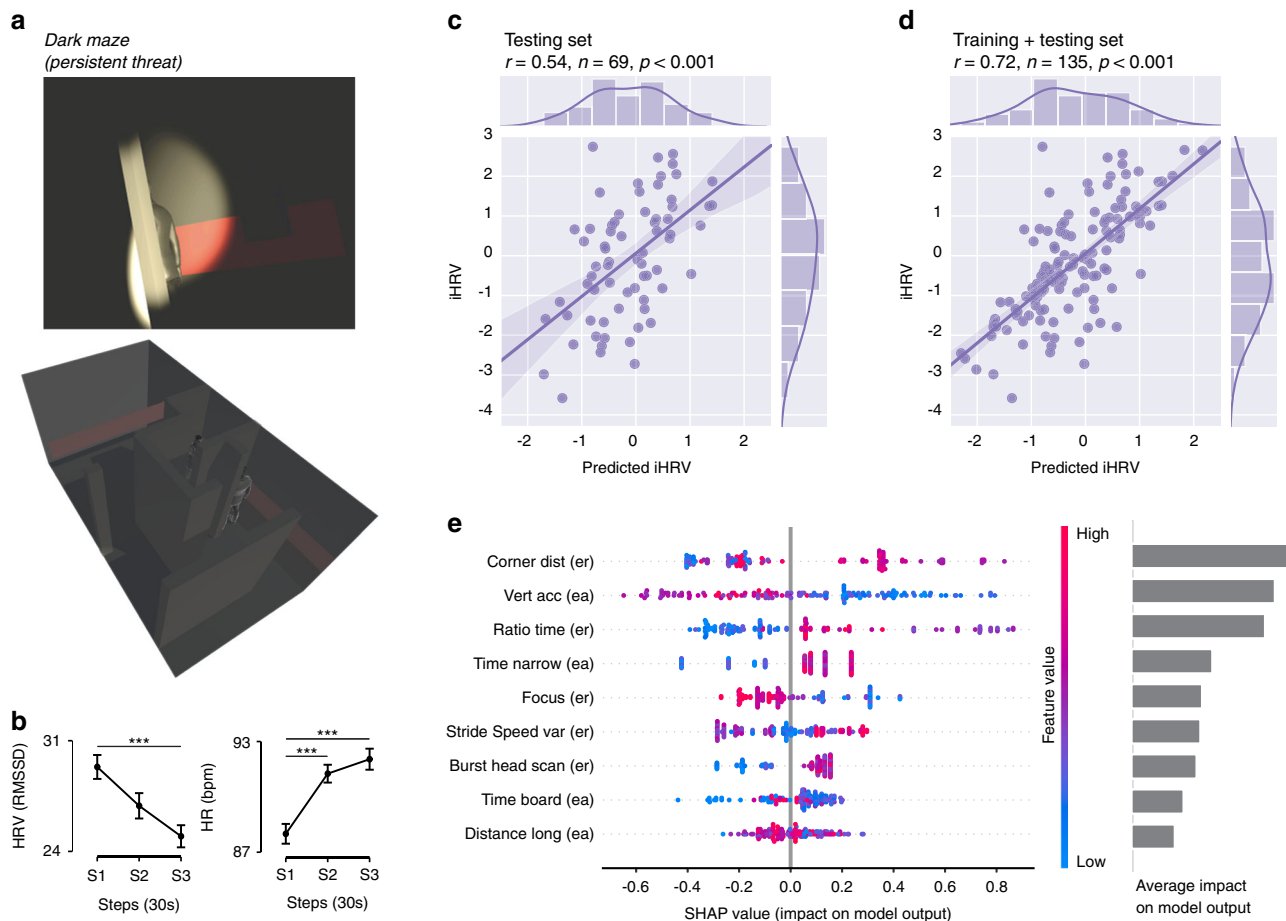 a
Dark maze
(persistent threat)
b
31
HRV (RMSSD)
24
***
S1 S2 S3
Steps (30s)
93
HR (bpm)
87
***
***
S1 S2 S3
Steps (30s)
c
Testing set
r = 0.54, n = 69, p < 0.001
3
2
1
0
-1
-2
-3
-4
iHRV
-2 -1 0 1 2
Predicted iHRV
d
Training + testing set
r = 0.72, n = 135, p < 0.001
3
2
1
0
-1
-2
-3
-4
iHRV
-2 -1 0 1 2
Predicted iHRV
e
Corner dist (er)
Vert acc (ea)
Ratio time (er)
Time narrow (ea)
Focus (er)
Stride Speed var (er)
Burst head scan (er)
Time board (ea)
Distance long (ea)
-0.6 -0.4 -0.2 0.0 0.2 0.4 0.6 0.8
SHAP value (impact on model output)
High
Feature value
Low
Average impact
on model output